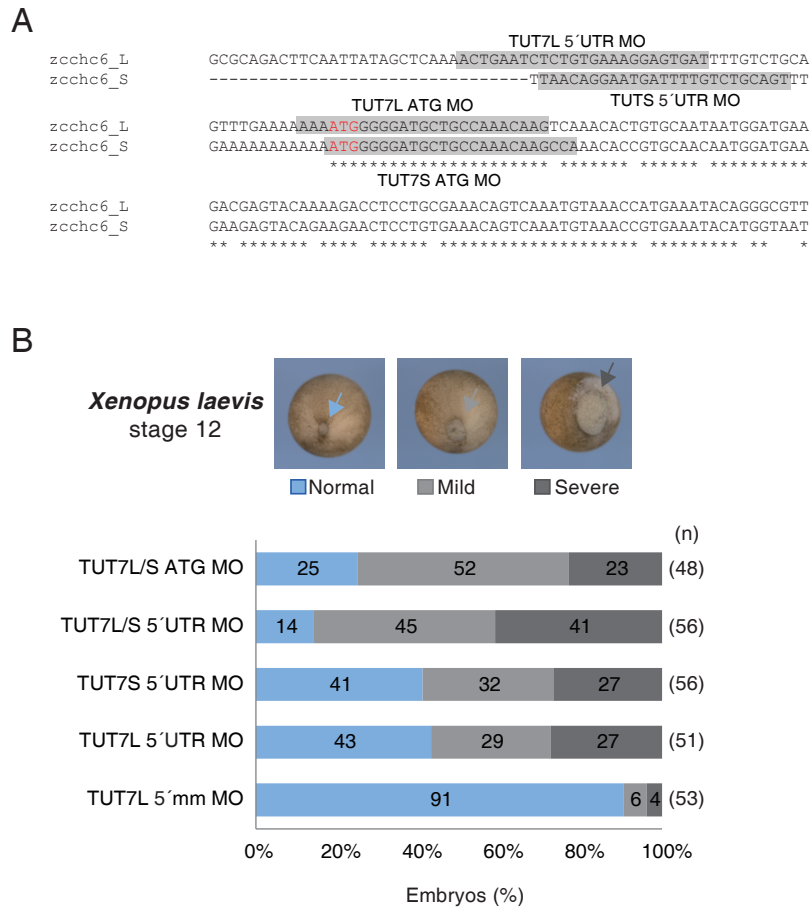 A
TUT7L 5´UTR MO
zcchc6_L GCGCAGACTTCAATTATAGCTCAAAACTGAATCTCTGTGAAAGGAGTGATTTTGTCTGCA
zcchc6_S --------------------------------TTAACAGGAATGATTTTGTCTGCAGTTT
TUT7L ATG MO TUTS 5´UTR MO
zcchc6_L GTTTGAAAAAAAATGGGGGATGCTGCCAAACAAGTCAAACACTGTGCAATAATGGATGAA
zcchc6_S GAAAAAAAAAAAATGGGGGATGCTGCCAAACAAGCCAAACACCGTGCAACAATGGATGAA
********************** ****** ***** **********
TUT7S ATG MO
zcchc6_L GACGAGTACAAAAGACCTCCTGCGAAACAGTCAAATGTAAACCATGAAATACAGGGCGTT
zcchc6_S GAAGAGTACAGAAGAACTCCTGTGAAACAGTCAAATGTAAACCGTGAAATACATGGTAAT
** ******* **** ****** ******************** ********* ** *
B
Xenopus laevis
stage 12
Normal Mild Severe
(n)
TUT7L/S ATG MO 25 52 23 (48)
TUT7L/S 5´UTR MO 14 45 41 (56)
TUT7S 5´UTR MO 41 32 27 (56)
TUT7L 5´UTR MO 43 29 27 (51)
TUT7L 5´mm MO 91 6 4 (53)
0% 20% 40% 60% 80% 100%
Embryos (%)